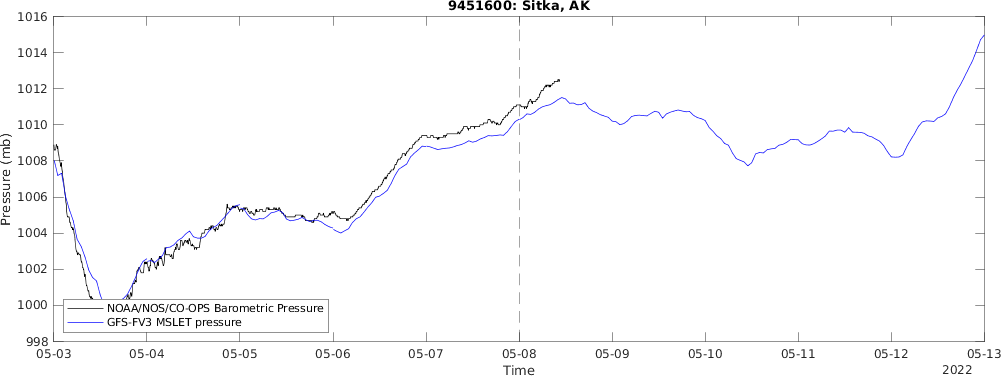 9451600: Sitka, AK
1016
1014
1012
1010
1008
1006
1004
1002
1000
998
Pressure (mb)
NOAA/NOS/CO-OPS Barometric Pressure
GFS-FV3 MSLET pressure
05-03 05-04 05-05 05-06 05-07 05-08 05-09 05-10 05-11 05-12 05-13
Time
2022